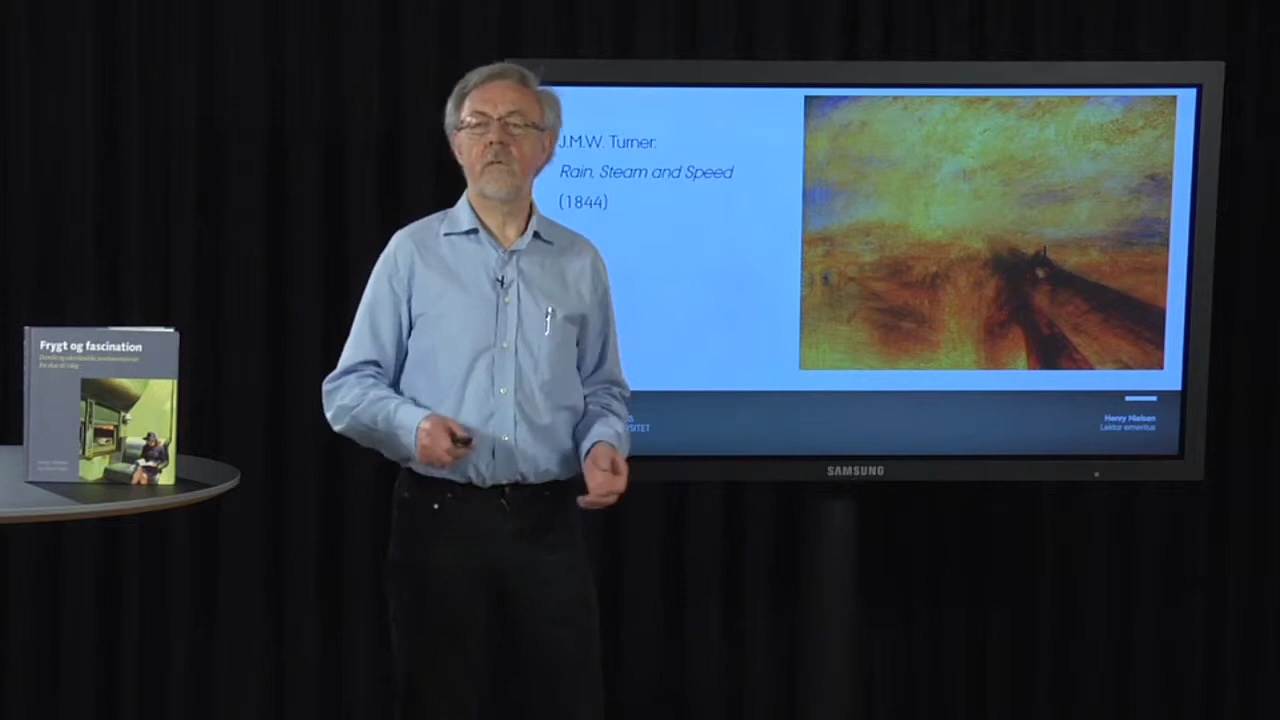 J.M.W. Turner:
Rain, Steam and Speed
(1844)
Frygt og fascination
Henry Nielsen
Lektor emeritus
SAMSUNG